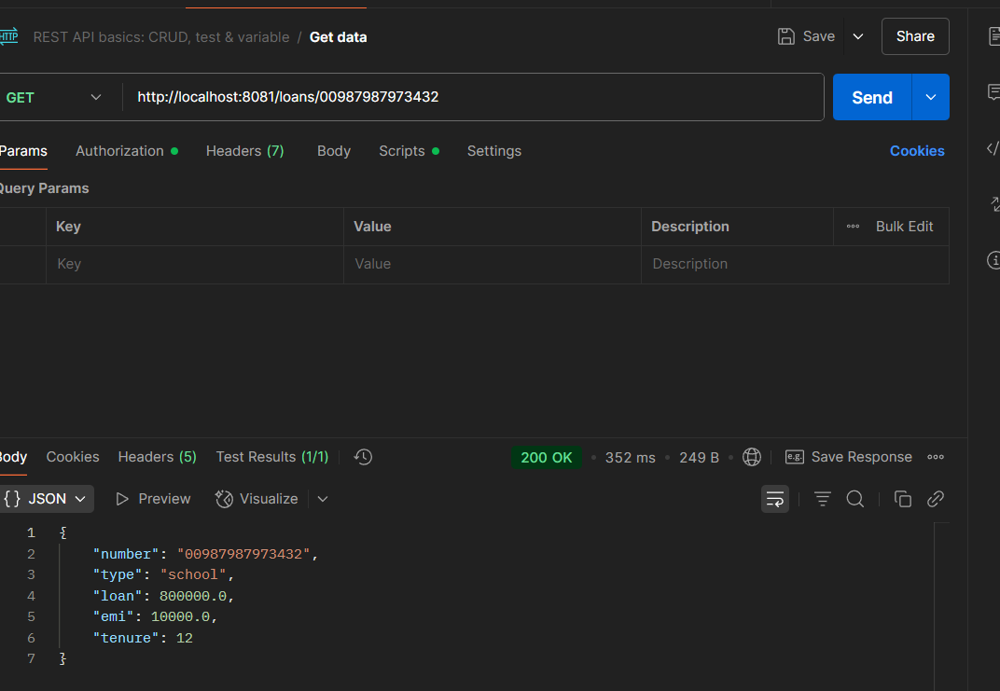 HTTP REST API basics: CRUD, test & variable / Get data Save Share
GET http://localhost:8081/loans/00987987973432 Send
Params Authorization Headers (7) Body Scripts Settings Cookies
Query Params
Key Value Description Bulk Edit
Key Value Description
Body Cookies Headers (5) Test Results (1/1) 200 OK • 352 ms • 249 B • e.g. Save Response
{} JSON Preview Visualize
1 {
2 "number": "00987987973432",
3 "type": "school",
4 "loan": 800000.0,
5 "emi": 10000.0,
6 "tenure": 12
7 }